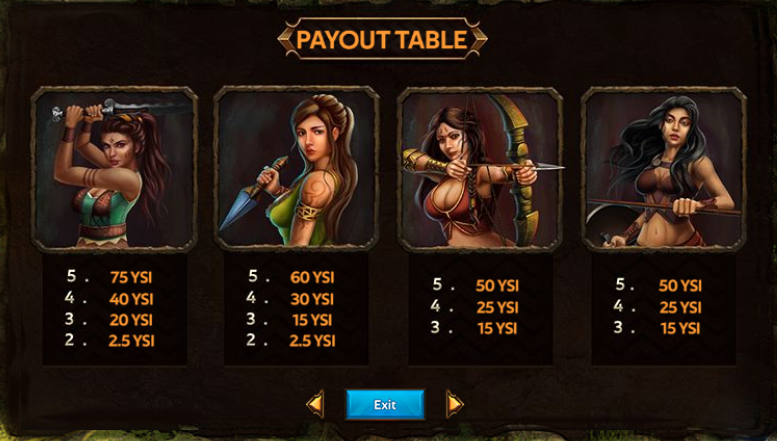 PAYOUT TABLE
5 . 75 YSI
4 . 40 YSI
3 . 20 YSI
2 . 2.5 YSI
5 . 60 YSI
4 . 30 YSI
3 . 15 YSI
2 . 2.5 YSI
5 . 50 YSI
4 . 25 YSI
3 . 15 YSI
5 . 50 YSI
4 . 25 YSI
3 . 15 YSI
Exit